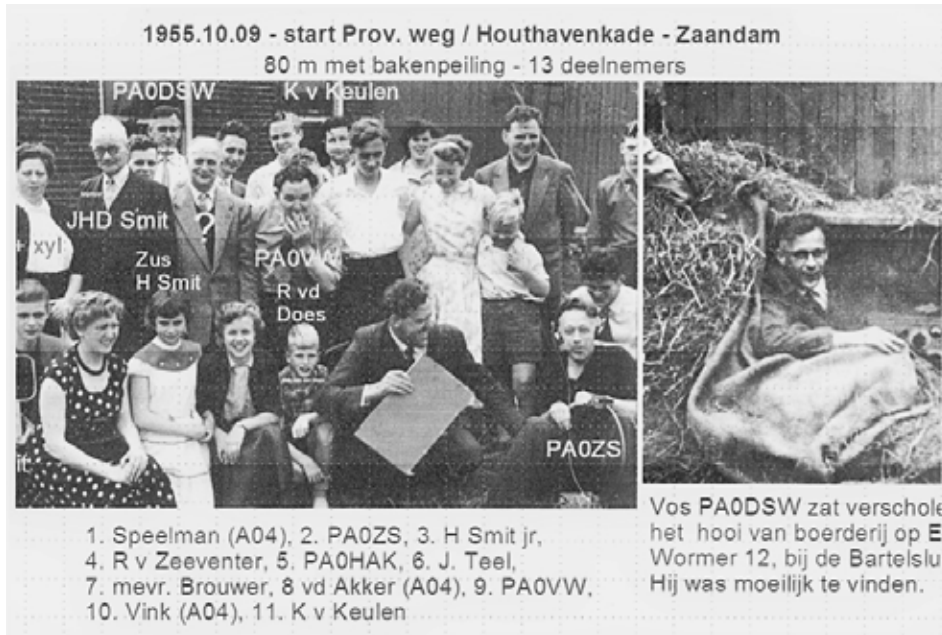 1955.10.09 - start Prov. weg / Houthavenkade - Zaandam
80 m met bakenpeiling - 13 deelnemers
PA0DSW K v Keulen
JHD Smit
?
+ xyl
Zus
H Smit
PA0VW
R vd
Does
PA0ZS
it
1. Speelman (A04), 2. PA0ZS, 3. H Smit jr,
4. R v Zeeventer, 5. PA0HAK, 6. J. Teel,
7. mevr. Brouwer, 8 vd Akker (A04), 9. PA0VW,
10. Vink (A04), 11. K v Keulen
Vos PA0DSW zat verschole
het hooi van boerderij op E
Wormer 12, bij de Bartelslu
Hij was moeilijk te vinden.